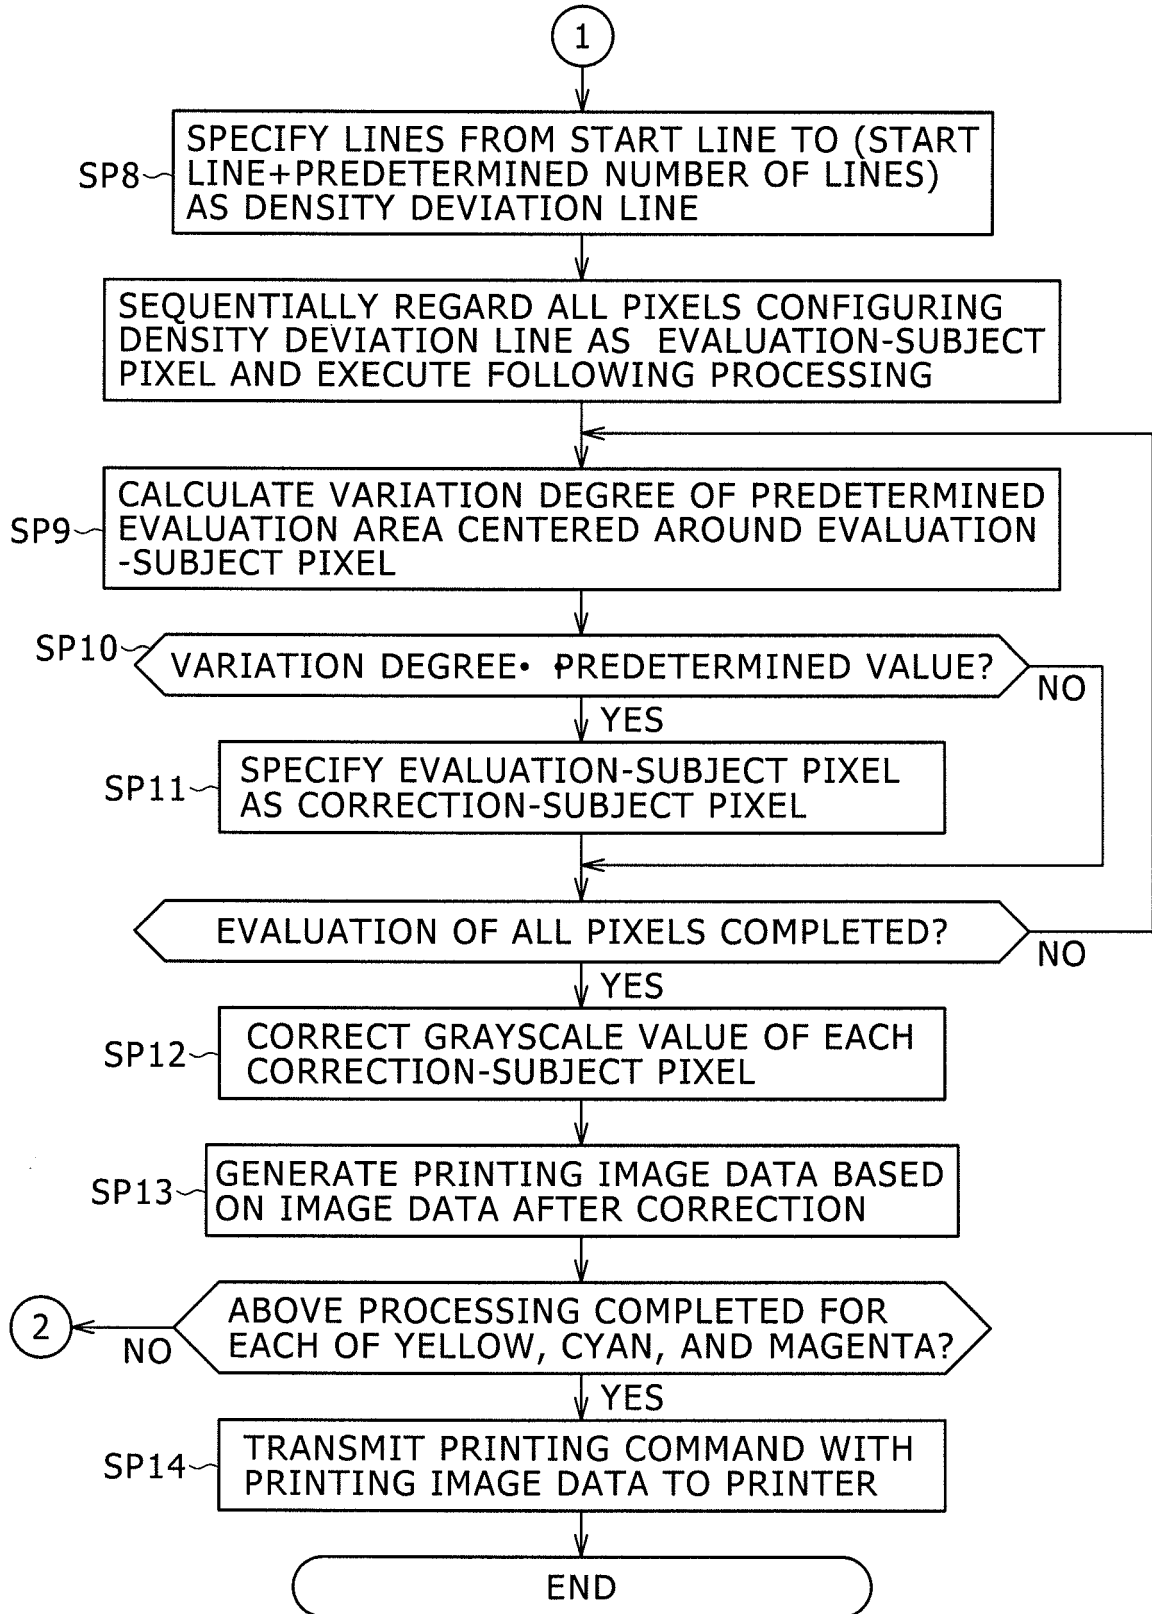 1
SPECIFY LINES FROM START LINE TO (START
SP8
LINE+PREDETERMINED NUMBER OF LINES)
AS DENSITY DEVIATION LINE
SEQUENTIALLY REGARD ALL PIXELS CONFIGURING
DENSITY DEVIATION LINE AS EVALUATION-SUBJECT
PIXEL AND EXECUTE FOLLOWING PROCESSING
CALCULATE VARIATION DEGREE OF PREDETERMINED
SP9
EVALUATION AREA CENTERED AROUND EVALUATION
-SUBJECT PIXEL
SP10
VARIATION DEGREE• PREDETERMINED VALUE?
NO
YES
SPECIFY EVALUATION-SUBJECT PIXEL
SP11
AS CORRECTION-SUBJECT PIXEL
EVALUATION OF ALL PIXELS COMPLETED?
NO
YES
CORRECT GRAYSCALE VALUE OF EACH
SP12
CORRECTION-SUBJECT PIXEL
GENERATE PRINTING IMAGE DATA BASED
SP13
ON IMAGE DATA AFTER CORRECTION
ABOVE PROCESSING COMPLETED FOR
2
EACH OF YELLOW, CYAN, AND MAGENTA?
NO
YES
TRANSMIT PRINTING COMMAND WITH
SP14
PRINTING IMAGE DATA TO PRINTER
END